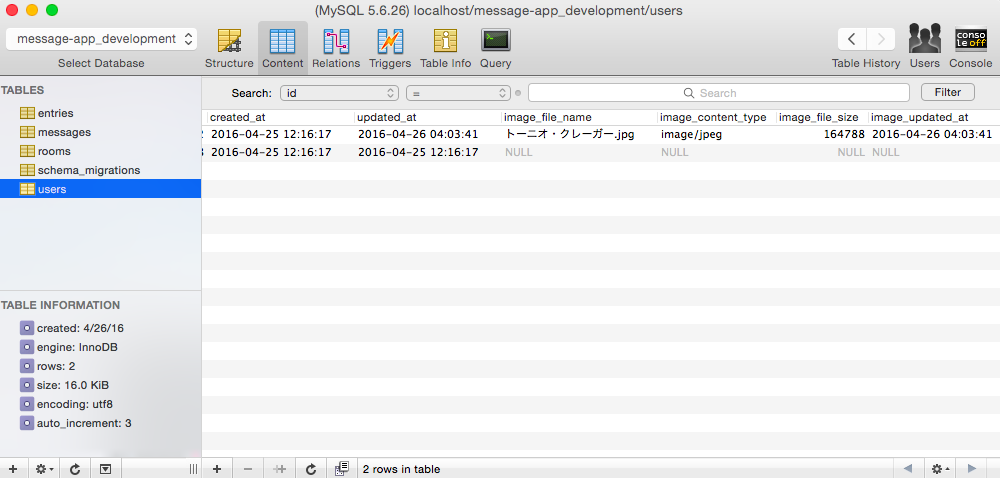 (MySQL 5.6.26) localhost/message-app_development/users
message-app_development
Select Database
Structure
Content
Relations
Triggers
Table Info
Query
Table History
Users
conso
le off
Console
TABLES
entries
messages
rooms
schema_migrations
users
TABLE INFORMATION
created: 4/26/16
engine: InnoDB
rows: 2
size: 16.0 KiB
encoding: utf8
auto_increment: 3
Search: id = Search Filter
created_at updated_at image_file_name image_content_type image_file_size image_updated_at
2016-04-25 12:16:17 2016-04-26 04:03:41 トーニオ・クレーガー.jpg image/jpeg 164788 2016-04-26 04:03:41
2016-04-25 12:16:17 2016-04-25 12:16:17 NULL NULL NULL NULL
2 rows in table